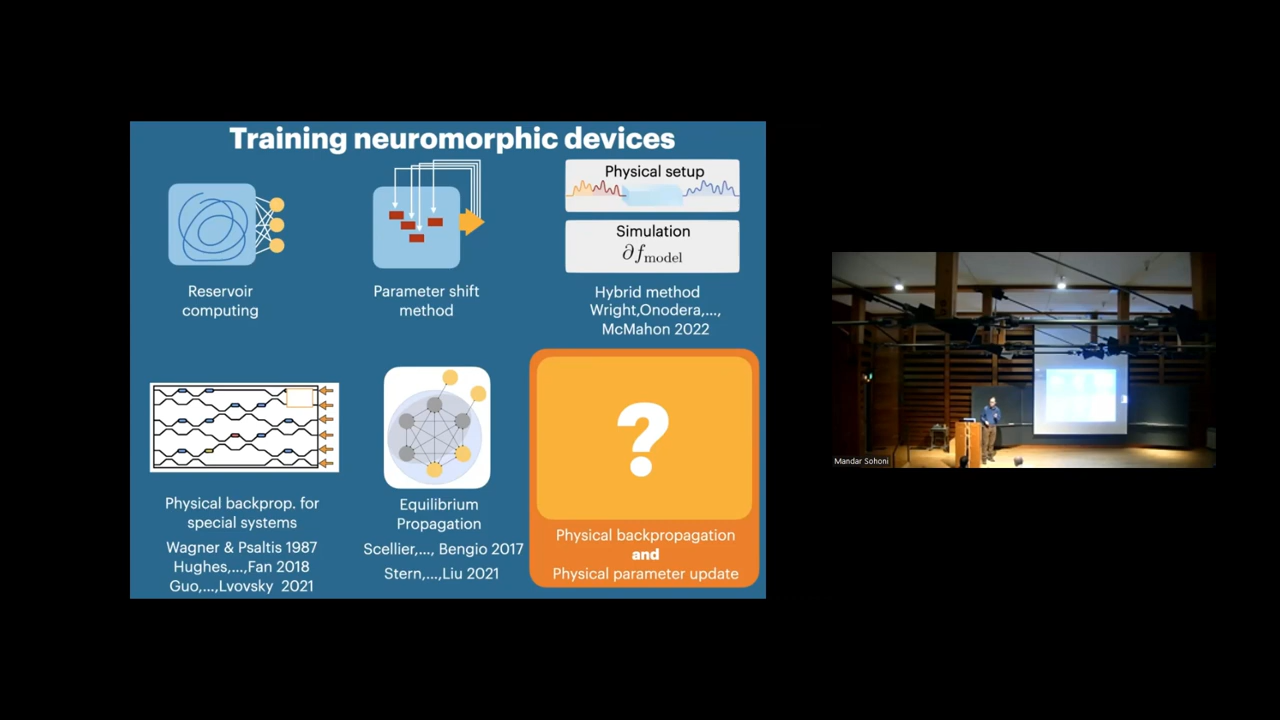 Training neuromorphic devices
Reservoir
computing
Parameter shift
method
Physical setup
Simulation
∂f_model
Hybrid method
Wright,Onodera,...,
McMahon 2022
Physical backprop. for
special systems
Wagner & Psaltis 1987
Hughes,...,Fan 2018
Guo,...,Lvovsky 2021
Equilibrium
Propagation
Scellier,..., Bengio 2017
Stern,...,Liu 2021
?
Physical backpropagation
and
Physical parameter update
Mandar Sohoni